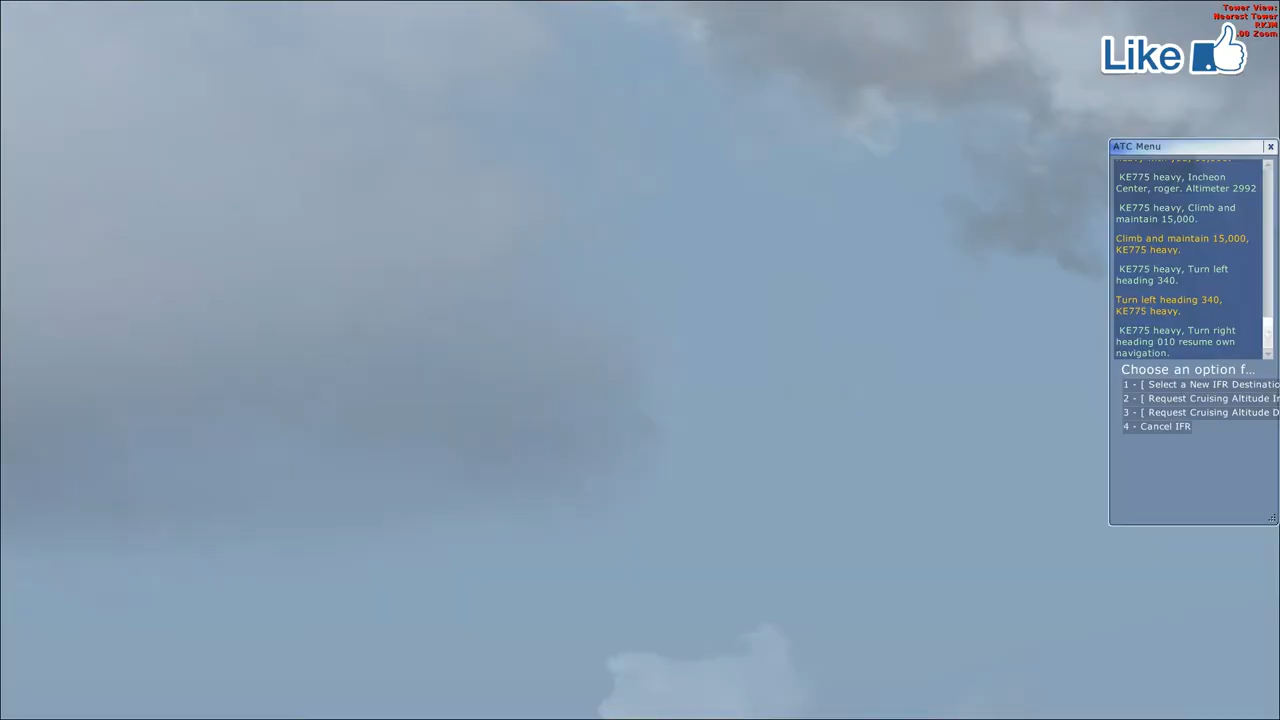 Tower View:
Nearest Tower
RKJM
.00 Zoom
Like
ATC Menu
x
KE775 heavy, Incheon
Center, roger. Altimeter 2992
KE775 heavy, Climb and
maintain 15,000.
Climb and maintain 15,000,
KE775 heavy.
KE775 heavy, Turn left
heading 340.
Turn left heading 340,
KE775 heavy.
KE775 heavy, Turn right
heading 010 resume own
navigation.
Choose an option f...
1 - [ Select a New IFR Destinatio
2 - [ Request Cruising Altitude I
3 - [ Request Cruising Altitude D
4 - Cancel IFR